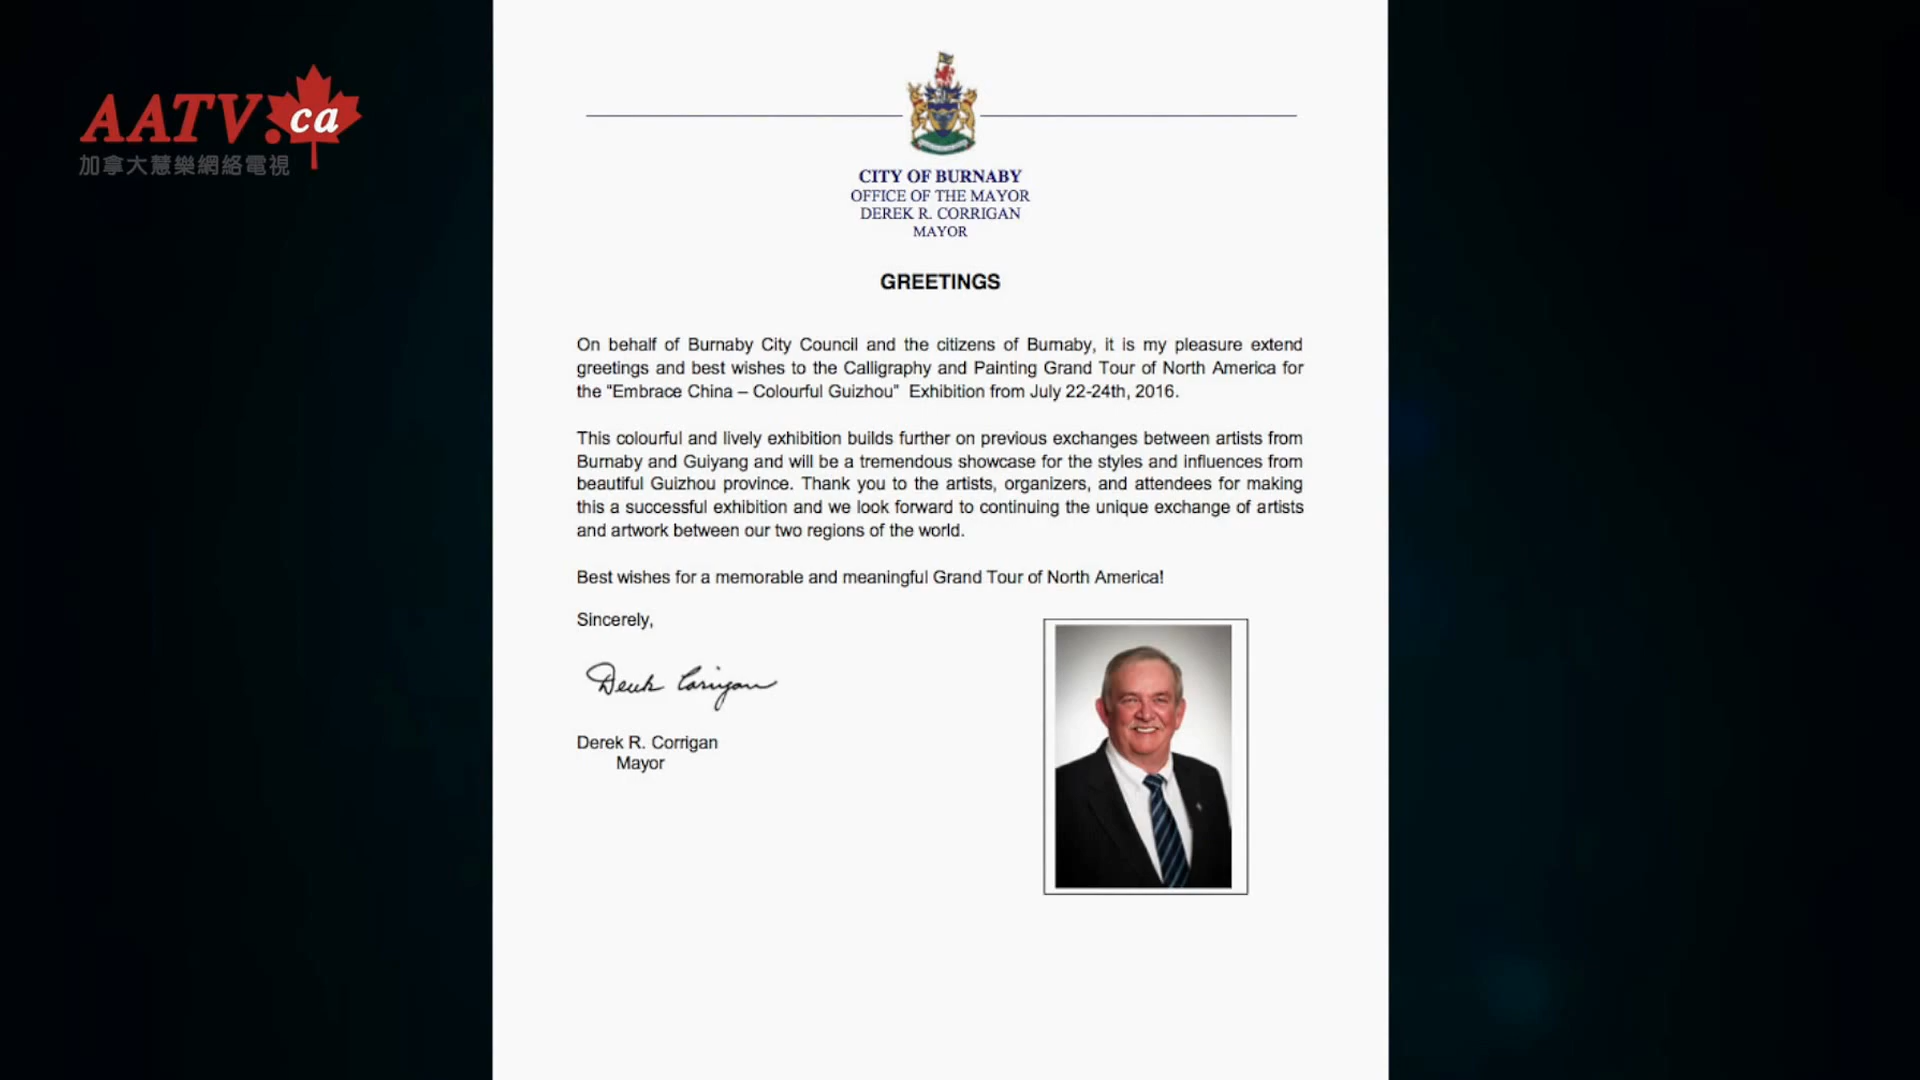 AATV.ca
加拿大慧樂網絡電視
CITY OF BURNABY
OFFICE OF THE MAYOR
DEREK R. CORRIGAN
MAYOR
GREETINGS
On behalf of Burnaby City Council and the citizens of Burnaby, it is my pleasure extend
greetings and best wishes to the Calligraphy and Painting Grand Tour of North America for
the "Embrace China – Colourful Guizhou" Exhibition from July 22-24th, 2016.
This colourful and lively exhibition builds further on previous exchanges between artists from
Burnaby and Guiyang and will be a tremendous showcase for the styles and influences from
beautiful Guizhou province. Thank you to the artists, organizers, and attendees for making
this a successful exhibition and we look forward to continuing the unique exchange of artists
and artwork between our two regions of the world.
Best wishes for a memorable and meaningful Grand Tour of North America!
Sincerely,
Derek Corrigan
Derek R. Corrigan
Mayor